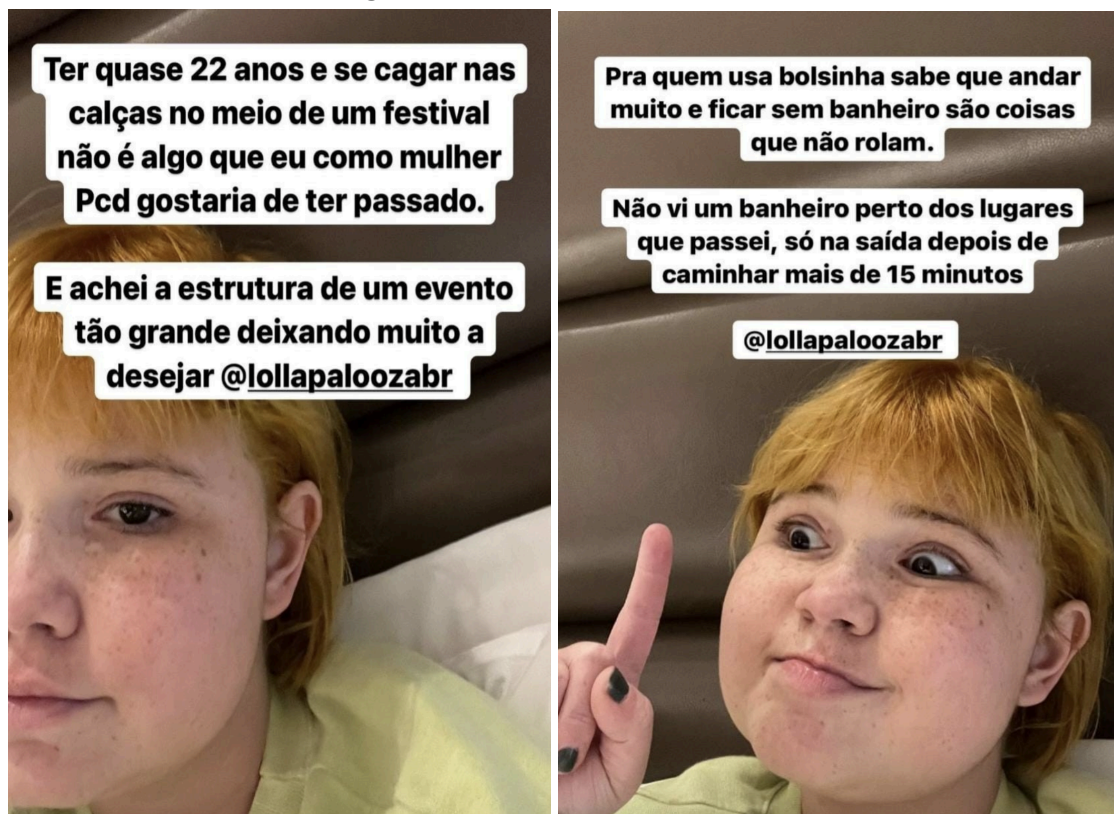 Ter quase 22 anos e se cagar nas
calças no meio de um festival
não é algo que eu como mulher
Pcd gostaria de ter passado.
E achei a estrutura de um evento
tão grande deixando muito a
desejar @lollapaloozabr
Pra quem usa bolsinha sabe que andar
muito e ficar sem banheiro são coisas
que não rolam.
Não vi um banheiro perto dos lugares
que passei, só na saída depois de
caminhar mais de 15 minutos
@lollapaloozabr